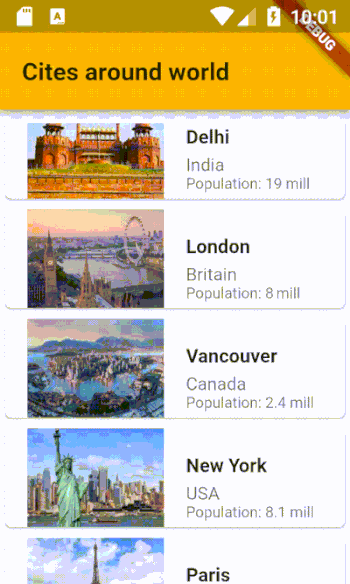 10:01
DEBUG
A
Cites around world
Delhi
India
Population: 19 mill
London
Britain
Population: 8 mill
Vancouver
Canada
Population: 2.4 mill
New York
USA
Population: 8.1 mill
Paris